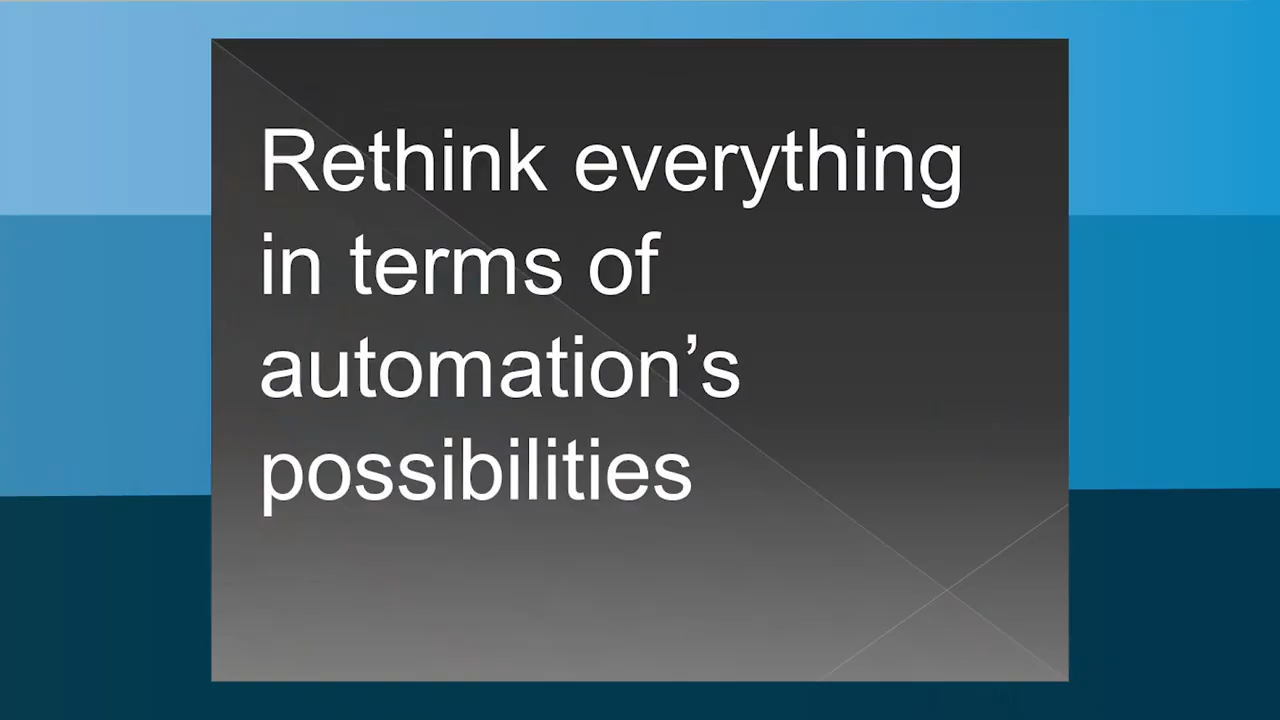 Rethink everything
in terms of
automation’s
possibilities